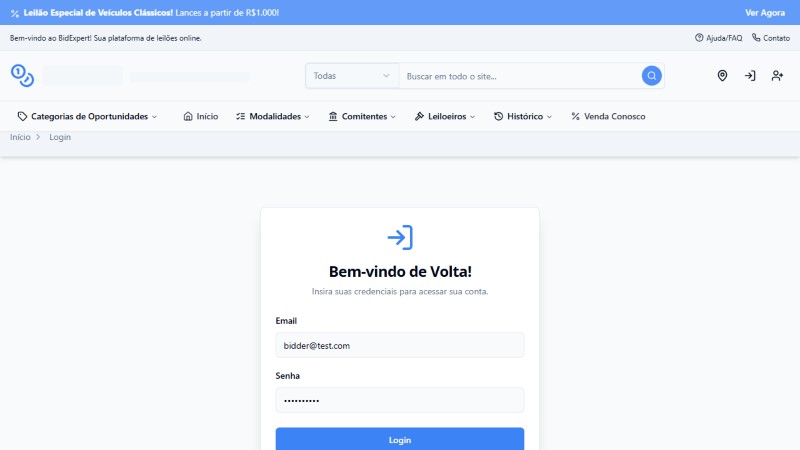 Leilão Especial de Veículos Clássicos! Lances a partir de R$1.000!
Ver Agora
Bem-vindo ao BidExpert! Sua plataforma de leilões online.
Ajuda/FAQ
Contato
Todas
Buscar em todo o site...
Categorias de Oportunidades
Início
Modalidades
Comitentes
Leiloeiros
Histórico
Venda Conosco
Início > Login
Bem-vindo de Volta!
Insira suas credenciais para acessar sua conta.
Email
bidder@test.com
Senha
••••••••••
Login